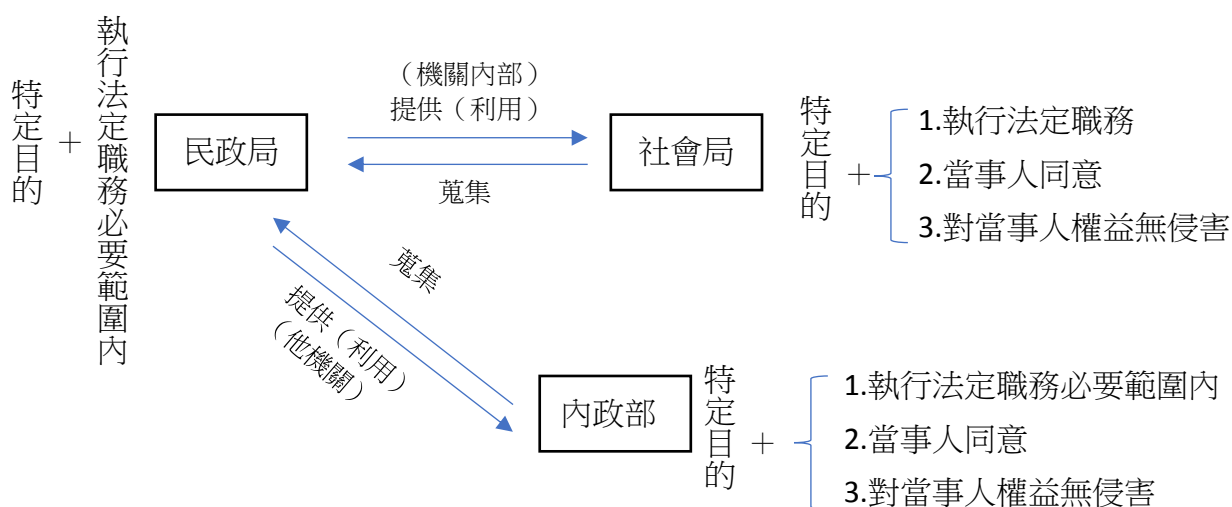 特定目的
＋
執行法定職務必要範圍內
民政局
（機關內部）
提供（利用）
蒐集
社會局
特定目的
＋
1.執行法定職務
2.當事人同意
3.對當事人權益無侵害
蒐集
提供（利用）
（他機關）
內政部
特定目的
＋
1.執行法定職務必要範圍內
2.當事人同意
3.對當事人權益無侵害